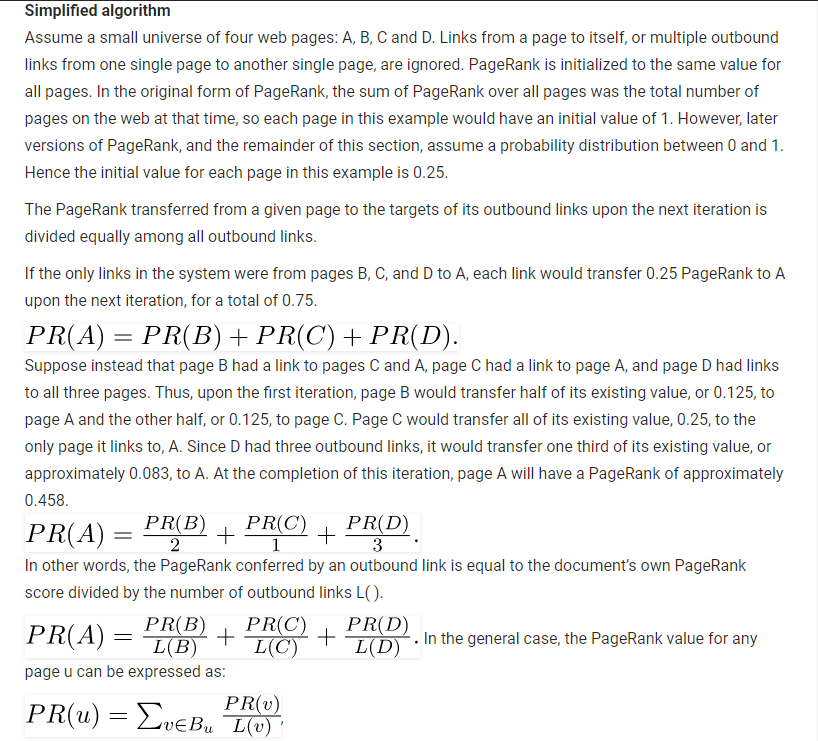 Simplified algorithm
Assume a small universe of four web pages: A, B, C and D. Links from a page to itself, or multiple outbound
links from one single page to another single page, are ignored. PageRank is initialized to the same value for
all pages. In the original form of PageRank, the sum of PageRank over all pages was the total number of
pages on the web at that time, so each page in this example would have an initial value of 1. However, later
versions of PageRank, and the remainder of this section, assume a probability distribution between 0 and 1.
Hence the initial value for each page in this example is 0.25.
The PageRank transferred from a given page to the targets of its outbound links upon the next iteration is
divided equally among all outbound links.
If the only links in the system were from pages B, C, and D to A, each link would transfer 0.25 PageRank to A
upon the next iteration, for a total of 0.75.
PR(A) = PR(B) + PR(C) + PR(D).
Suppose instead that page B had a link to pages C and A, page C had a link to page A, and page D had links
to all three pages. Thus, upon the first iteration, page B would transfer half of its existing value, or 0.125, to
page A and the other half, or 0.125, to page C. Page C would transfer all of its existing value, 0.25, to the
only page it links to, A. Since D had three outbound links, it would transfer one third of its existing value, or
approximately 0.083, to A. At the completion of this iteration, page A will have a PageRank of approximately
0.458.
PR(A) = PR(B)/2 + PR(C)/1 + PR(D)/3.
In other words, the PageRank conferred by an outbound link is equal to the document's own PageRank
score divided by the number of outbound links L( ).
PR(A) = PR(B)/L(B) + PR(C)/L(C) + PR(D)/L(D). In the general case, the PageRank value for any
page u can be expressed as:
PR(u) = ∑v∈Bu PR(v)/L(v),